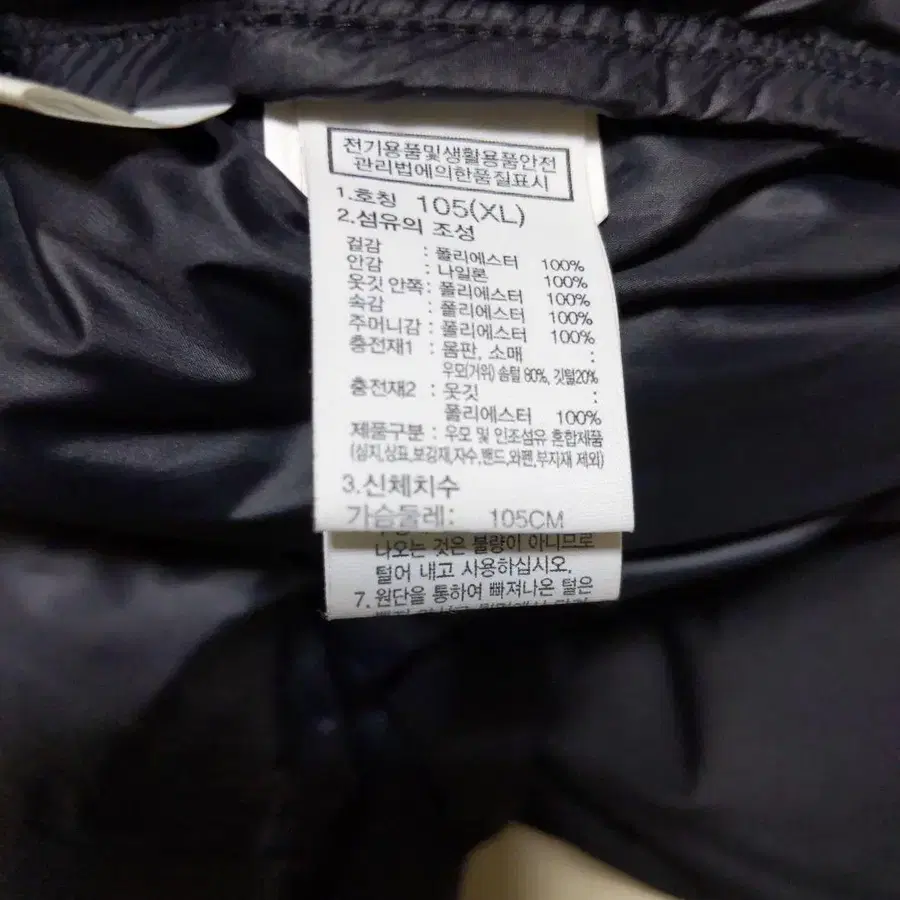 전기용품및생활용품안전
관리법에의한품질표시
1.호칭 105(XL)
2.섬유의 조성
겉감 : 폴리에스터 100%
안감 : 나일론 100%
옷깃 안쪽: 폴리에스터 100%
속감 : 폴리에스터 100%
주머니감 : 폴리에스터 100%
충전재1 : 몸판, 소매 :
우모(거위) 솜털 80%, 깃털20%
충전재2 : 옷깃 :
폴리에스터 100%
제품구분 : 우모 및 인조섬유 혼합제품
(심지,상표,보강재,자수,밴드,와펜,부자재 제외)
3.신체치수
가슴둘레: 105CM
나오는 것은 불량이 아니므로
털어 내고 사용하십시오.
7. 원단을 통하여 빠져나온 털은